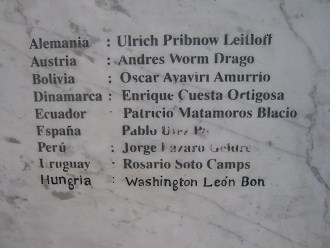 Alemania : Ulrich Pribnow Leitloff
Austria : Andres Worm Drago
Bolivia : Oscar Ayaviri Amurrio
Dinamarca : Enrique Cuesta Ortigosa
Ecuador : Patricio Matamoros Blacio
España Pablo
Perú : Jorge Lazaro
Uruguay : Rosario Soto Camps
Hungria : Washington León Bon